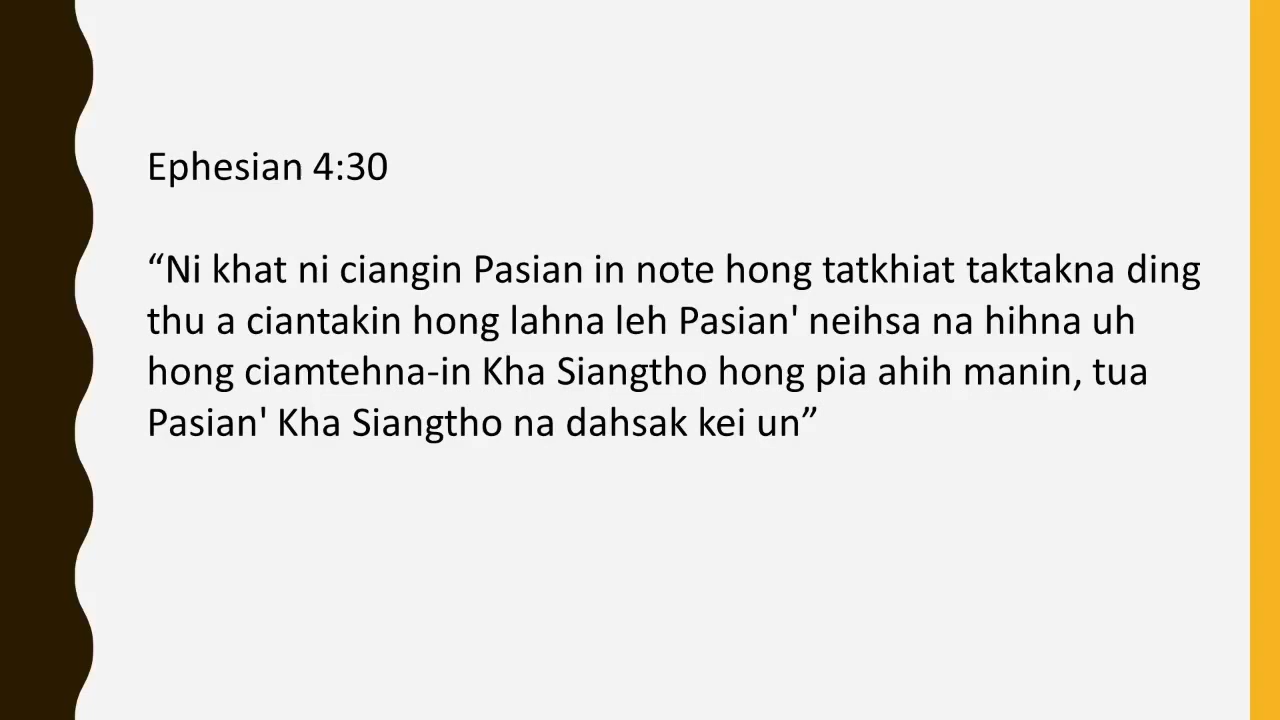 Ephesian 4:30
“Ni khat ni ciangin Pasian in note hong tatkhiat taktakna ding
thu a ciantakin hong lahna leh Pasian' neihsa na hihna uh
hong ciamtehna-in Kha Siangtho hong pia ahih manin, tua
Pasian' Kha Siangtho na dahsak kei un”